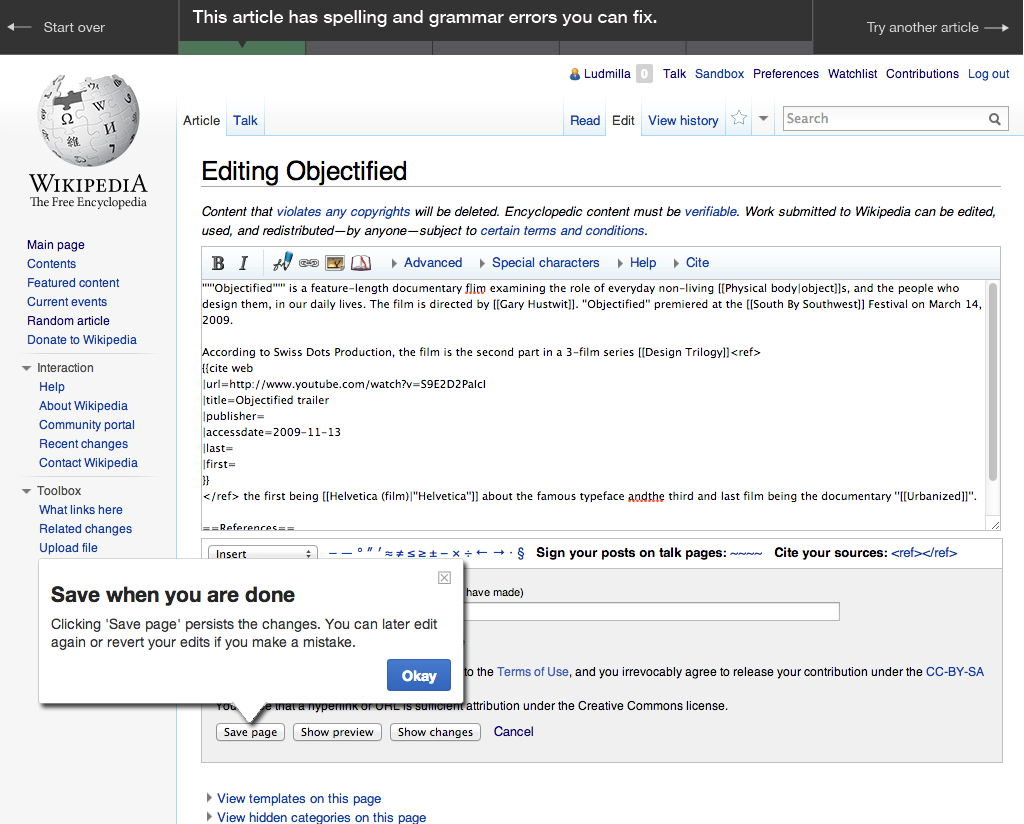 Start over
This article has spelling and grammar errors you can fix.
Try another article
Ludmilla 0 Talk Sandbox Preferences Watchlist Contributions Log out
Article Talk Read Edit View history Search
Ω W И 維
WIKIPEDIA
The Free Encyclopedia
Main page
Contents
Featured content
Current events
Random article
Donate to Wikipedia
Interaction
Help
About Wikipedia
Community portal
Recent changes
Contact Wikipedia
Toolbox
What links here
Related changes
Upload file
Editing Objectified
Content that violates any copyrights will be deleted. Encyclopedic content must be verifiable. Work submitted to Wikipedia can be edited,
used, and redistributed—by anyone—subject to certain terms and conditions.
B I Advanced Special characters Help Cite
"""Objectified""" is a feature-length documentary flim examining the role of everyday non-living [[Physical body|object]]s, and the people who
design them, in our daily lives. The film is directed by [[Gary Hustwit]]. "Objectified" premiered at the [[South By Southwest]] Festival on March 14,
2009.
According to Swiss Dots Production, the film is the second part in a 3-film series [[Design Trilogy]]<ref>
{{cite web
|url=http://www.youtube.com/watch?v=S9E2D2PaIcI
|title=Objectified trailer
|publisher=
|accessdate=2009-11-13
|last=
|first=
}}
</ref> the first being [[Helvetica (film)|"Helvetica"]] about the famous typeface andthe third and last film being the documentary "[[Urbanized]]".
==References==
Insert – — ° ″ ′ ≈ ≠ ≤ ≥ ± − × ÷ ← → · § Sign your posts on talk pages: ~~~~ Cite your sources: <ref></ref>
have made)
Save when you are done
Clicking 'Save page' persists the changes. You can later edit
again or revert your edits if you make a mistake.
Okay
to the Terms of Use, and you irrevocably agree to release your contribution under the CC-BY-SA
that a hyperlink or URL is sufficient attribution under the Creative Commons license.
Save page Show preview Show changes Cancel
View templates on this page
View hidden categories on this page